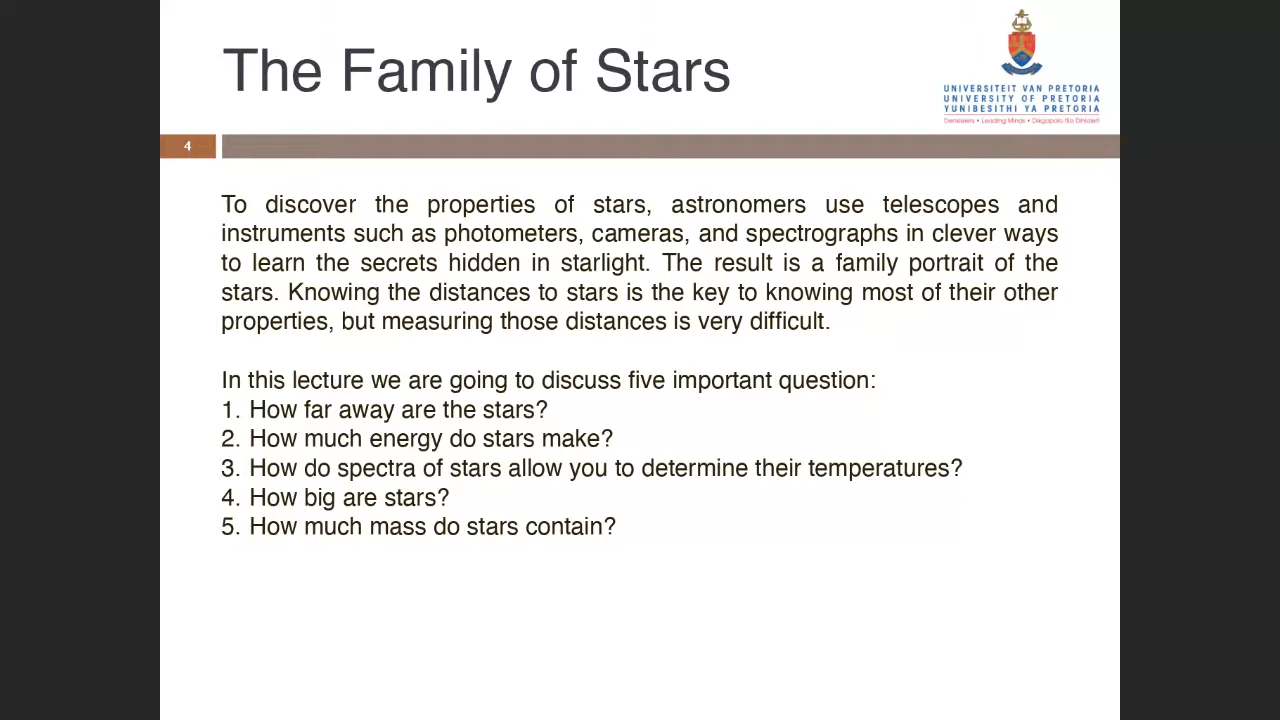 The Family of Stars
UNIVERSITEIT VAN PRETORIA
UNIVERSITY OF PRETORIA
YUNIBESITHI YA PRETORIA
Denkleiers • Leading Minds • Dikgopolo tša Dihlalefi
4
To discover the properties of stars, astronomers use telescopes and
instruments such as photometers, cameras, and spectrographs in clever ways
to learn the secrets hidden in starlight. The result is a family portrait of the
stars. Knowing the distances to stars is the key to knowing most of their other
properties, but measuring those distances is very difficult.
In this lecture we are going to discuss five important question:
1. How far away are the stars?
2. How much energy do stars make?
3. How do spectra of stars allow you to determine their temperatures?
4. How big are stars?
5. How much mass do stars contain?